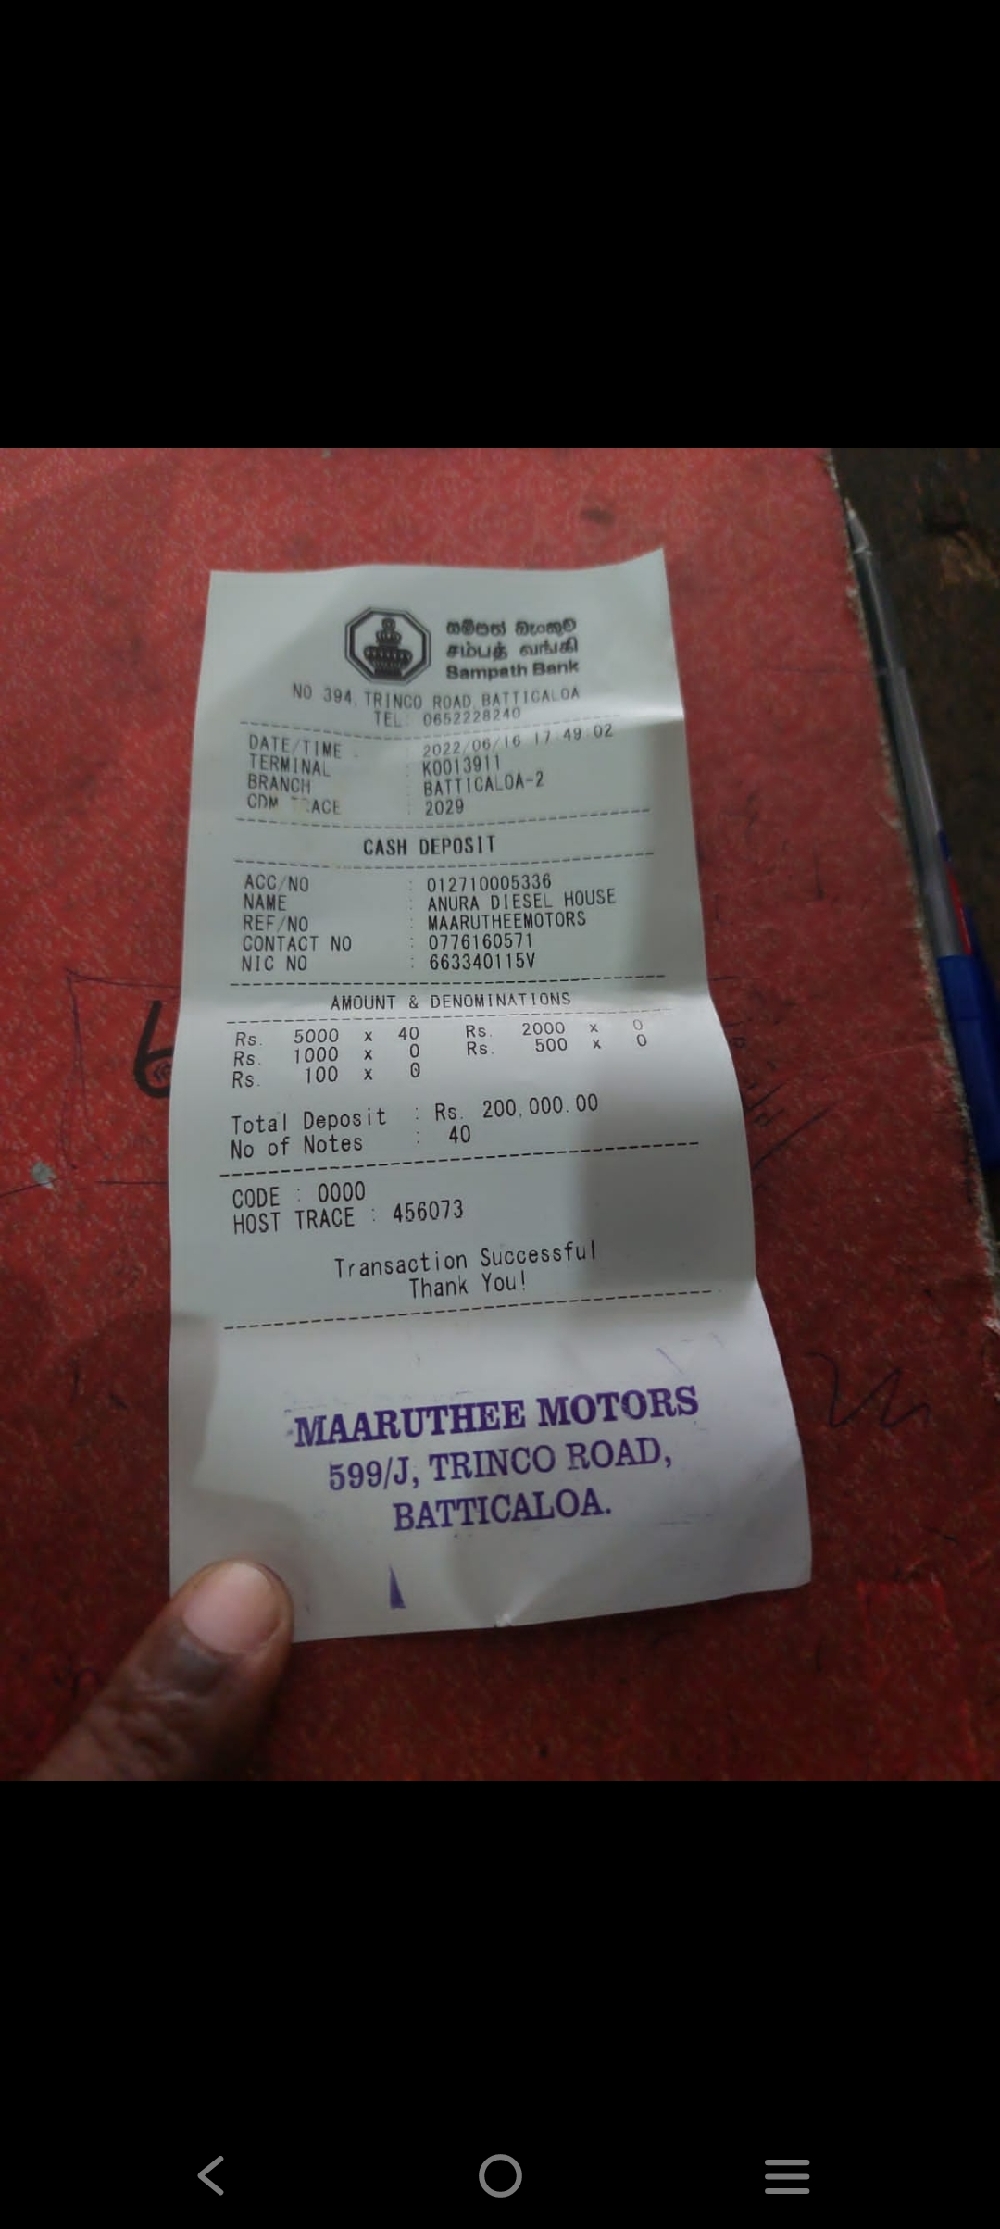 සම්පත් බැංකුව
சம்பத் வங்கி
Sampath Bank
NO 394, TRINCO ROAD, BATTICALOA
TEL: 0652228240
DATE/TIME : 2022/06/16 17:49:02
TERMINAL : K0013911
BRANCH : BATTICALOA-2
CDM : 2029
CASH DEPOSIT
ACC/NO : 012710005336
NAME : ANURA DIESEL HOUSE
REF/NO : MAARUTHEEMOTORS
CONTACT NO : 0776160571
NIC NO : 663340115V
AMOUNT & DENOMINATIONS
Rs. 5000 x 40 Rs. 2000 x 0
Rs. 1000 x 0 Rs. 500 x 0
Rs. 100 x 0
Total Deposit : Rs. 200,000.00
No of Notes : 40
CODE : 0000
HOST TRACE : 456073
Transaction Successful
Thank You!
MAARUTHEE MOTORS
599/J, TRINCO ROAD,
BATTICALOA.